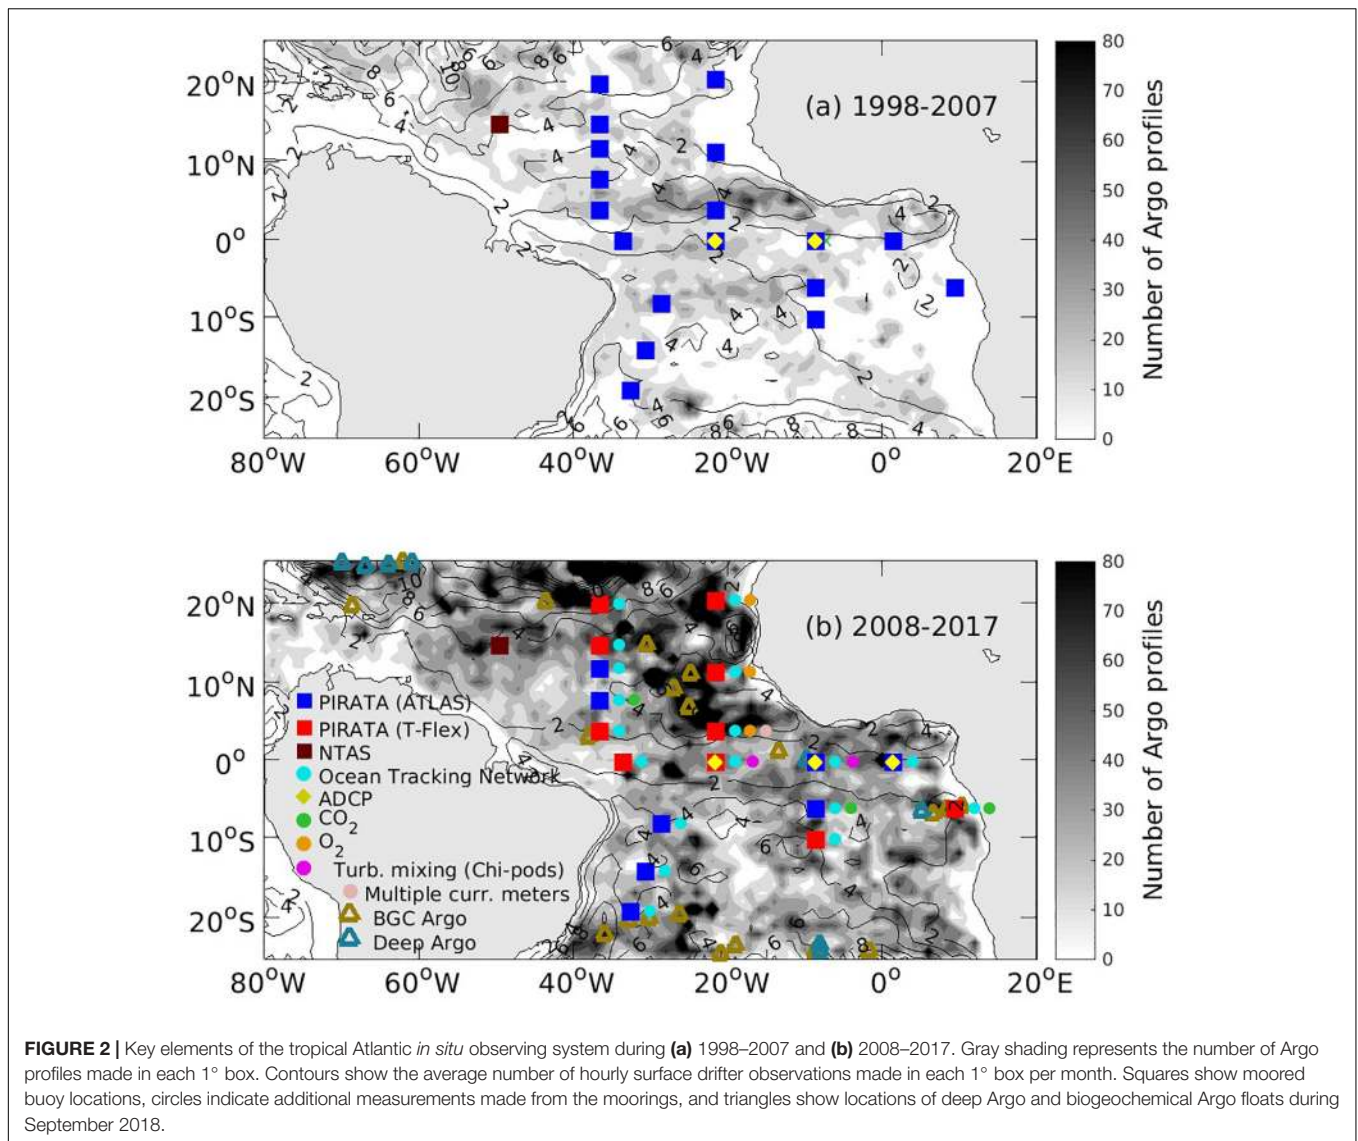 (a) 1998-2007
20°N
10°N
0°
10°S
20°S
80°W 60°W 40°W 20°W 0° 20°E
80
70
60
50
40
30
20
10
0
Number of Argo profiles
(b) 2008-2017
20°N
10°N
0°
10°S
20°S
80°W 60°W 40°W 20°W 0° 20°E
PIRATA (ATLAS)
PIRATA (T-Flex)
NTAS
Ocean Tracking Network
ADCP
CO2
O2
Turb. mixing (Chi-pods)
Multiple curr. meters
BGC Argo
Deep Argo
80
70
60
50
40
30
20
10
0
Number of Argo profiles
FIGURE 2 | Key elements of the tropical Atlantic in situ observing system during (a) 1998–2007 and (b) 2008–2017. Gray shading represents the number of Argo
profiles made in each 1° box. Contours show the average number of hourly surface drifter observations made in each 1° box per month. Squares show moored
buoy locations, circles indicate additional measurements made from the moorings, and triangles show locations of deep Argo and biogeochemical Argo floats during
September 2018.